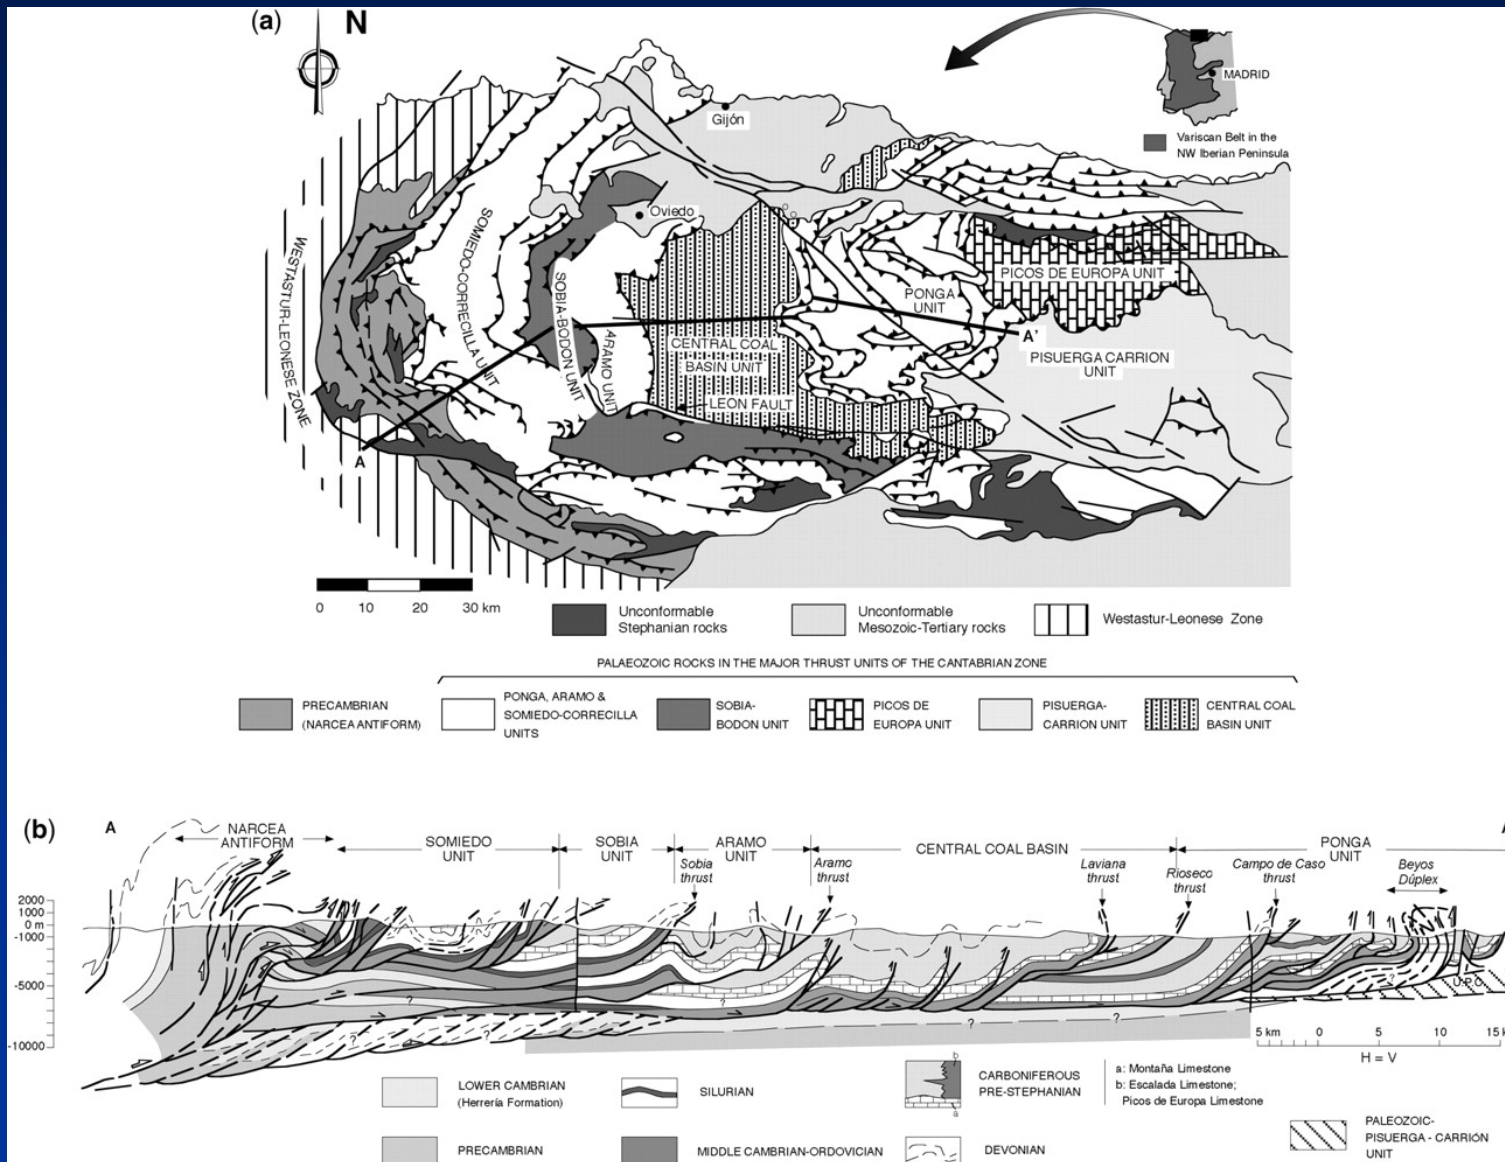 (a)
N
MADRID
Variscan Belt in the
NW Iberian Peninsula
Gijón
Oviedo
WESTASTUR-LEONESE ZONE
SOMIEDO-CORRECILLA UNIT
SOBIA-BODON UNIT
ARAMO UNIT
CENTRAL COAL
BASIN UNIT
LEON FAULT
PONGA
UNIT
PICOS DE EUROPA UNIT
PISUERGA CARRION
UNIT
A
A'
0 10 20 30 km
Unconformable
Stephanian rocks
Unconformable
Mesozoic-Tertiary rocks
Westastur-Leonese Zone
PALAEOZOIC ROCKS IN THE MAJOR THRUST UNITS OF THE CANTABRIAN ZONE
PRECAMBRIAN
(NARCEA ANTIFORM)
PONGA, ARAMO &
SOMIEDO-CORRECILLA
UNITS
SOBIA-
BODON UNIT
PICOS DE
EUROPA UNIT
PISUERGA-
CARRION UNIT
CENTRAL COAL
BASIN UNIT
(b)
A
NARCEA
ANTIFORM
SOMIEDO
UNIT
SOBIA
UNIT
ARAMO
UNIT
CENTRAL COAL BASIN
PONGA
UNIT
Sobia
thrust
Aramo
thrust
Laviana
thrust
Rioseco
thrust
Campo de Caso
thrust
Beyos
Dúplex
2000
1000
0 m
-1000
-5000
-10000
? ? ? ? ? ? ?
U.P.C.
5 km 0 5 10 15 k
H = V
LOWER CAMBRIAN
(Herrería Formation)
SILURIAN
b
a
CARBONIFEROUS
PRE-STEPHANIAN
a: Montaña Limestone
b: Escalada Limestone;
Picos de Europa Limestone
PRECAMBRIAN
MIDDLE CAMBRIAN-ORDOVICIAN
DEVONIAN
PALEOZOIC-
PISUERGA - CARRIÓN
UNIT